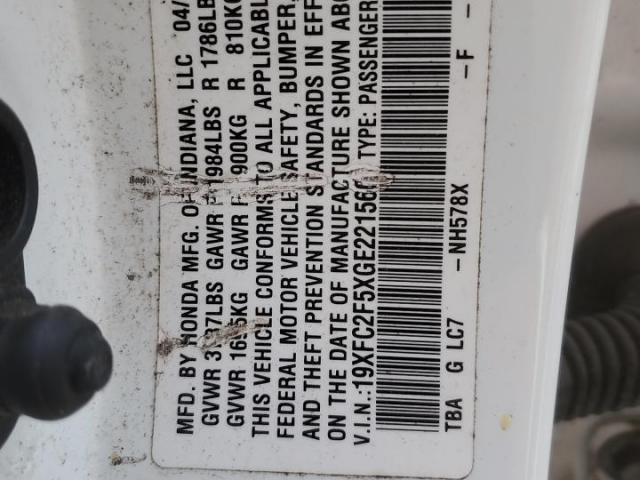 MFD. BY HONDA MFG. OF INDIANA, LLC 04/
GVWR LBS GAWR 1984LBS R 1786LB
GVWR KG GAWR 900KG R 810KG
THIS VEHICLE CONFORMS TO ALL APPLICABL
FEDERAL MOTOR VEHICLE SAFETY, BUMPER,
AND THEFT PREVENTION STANDARDS IN EFF
ON THE DATE OF MANUFACTURE SHOWN ABO
V.I.N.:19XFC2F5XGE22156 TYPE: PASSENGER
TBA G LC7 -NH578X -F -